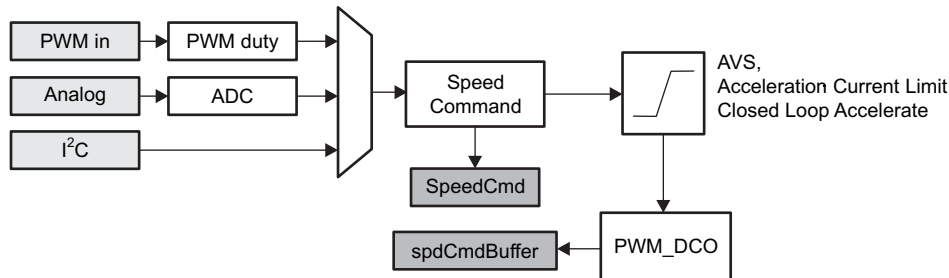 PWM in
PWM duty
Analog
ADC
I²C
Speed
Command
SpeedCmd
AVS,
Acceleration Current Limit
Closed Loop Accelerate
PWM_DCO
spdCmdBuffer